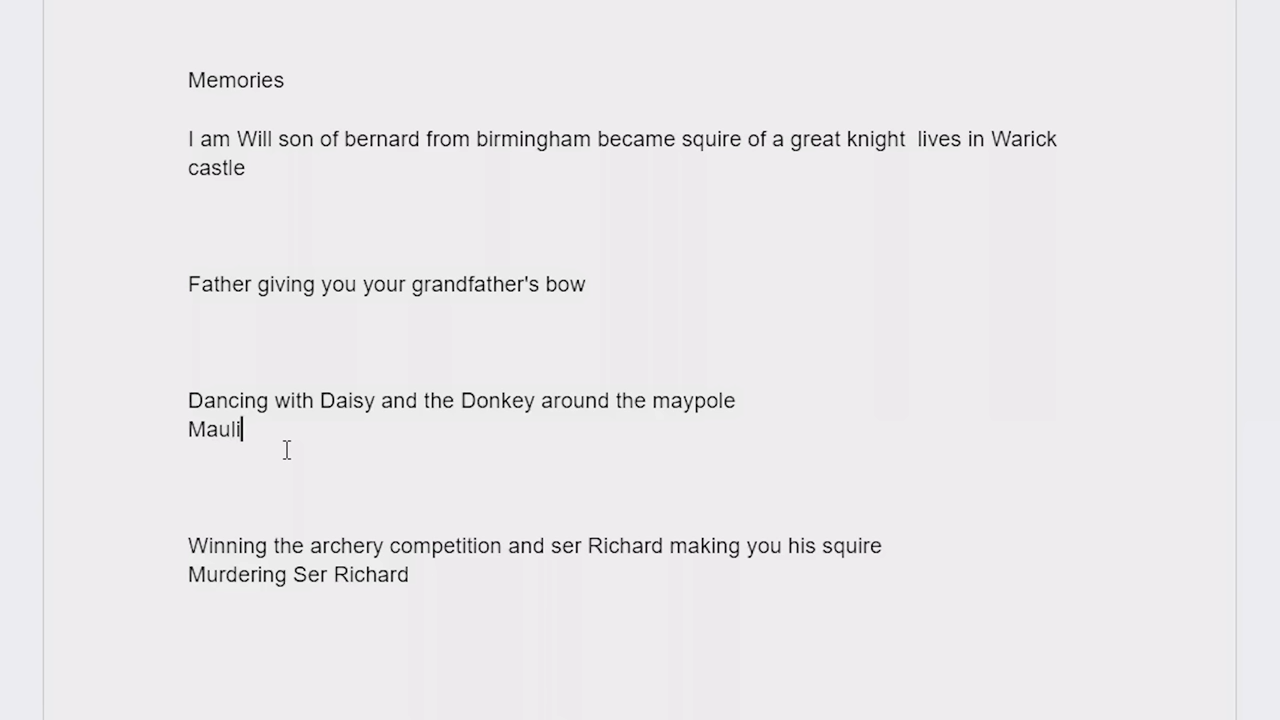 Memories
I am Will son of bernard from birmingham became squire of a great knight  lives in Warick
castle
Father giving you your grandfather's bow
Dancing with Daisy and the Donkey around the maypole
Mauli
Winning the archery competition and ser Richard making you his squire
Murdering Ser Richard